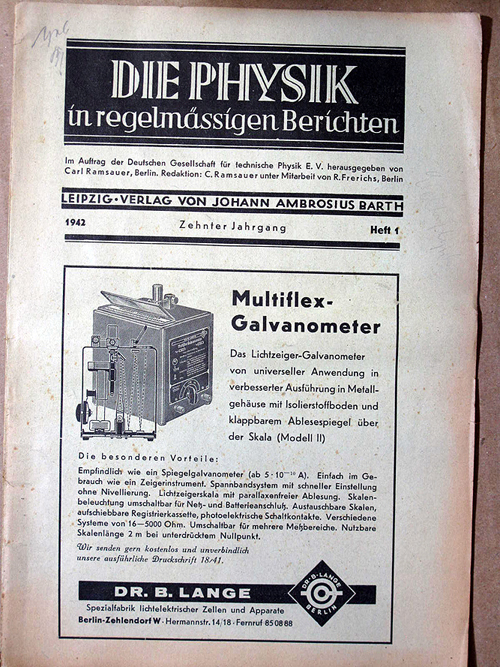 DIE PHYSIK
in regelmässigen Berichten
Im Auftrag der Deutschen Gesellschaft für technische Physik E. V. herausgegeben von
Carl Ramsauer, Berlin. Redaktion: C. Ramsauer unter Mitarbeit von R. Frerichs, Berlin
LEIPZIG · VERLAG VON JOHANN AMBROSIUS BARTH
1942 Zehnter Jahrgang Heft 1
Multiflex-
Galvanometer
Das Lichtzeiger-Galvanometer
von universeller Anwendung in
verbesserter Ausführung in Metall-
gehäuse mit Isolierstoffboden und
klappbarem Ablesespiegel über
der Skala (Modell II)
Die besonderen Vorteile:
Empfindlich wie ein Spiegelgalvanometer (ab 5·10⁻¹⁰ A). Einfach im Ge-
brauch wie ein Zeigerinstrument. Spannbandsystem mit schneller Einstellung
ohne Nivellierung. Lichtzeigerskala mit parallaxenfreier Ablesung. Skalen-
beleuchtung umschaltbar für Netz- und Batterieanschluß. Austauschbare Skalen,
aufschiebbare Registrierkassette, photoelektrische Schaltkontakte. Verschiedene
Systeme von 16—5000 Ohm. Umschaltbar für mehrere Meßbereiche. Nutzbare
Skalenlänge 2 m bei unterdrücktem Nullpunkt.
Wir senden gern kostenlos und unverbindlich
unsere ausführliche Druckschrift 18/41.
DR. B. LANGE
DR·B·LANGE
BERLIN
Spezialfabrik lichtelektrischer Zellen und Apparate
Berlin-Zehlendorf W · Hermannstr. 14/18 · Fernruf 85 08 88